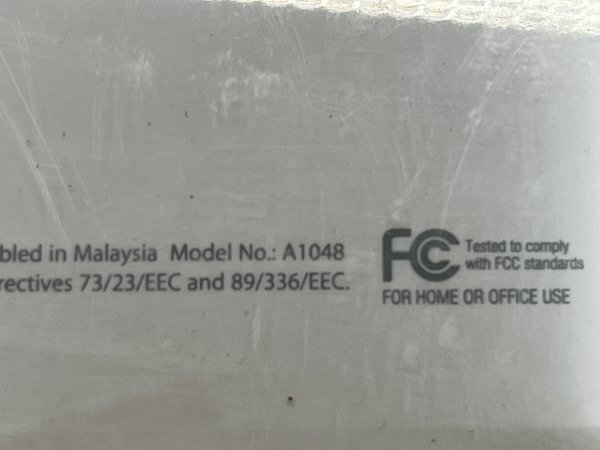 bled in Malaysia Model No.: A1048
rectives 73/23/EEC and 89/336/EEC.
FC Tested to comply
with FCC standards
FOR HOME OR OFFICE USE